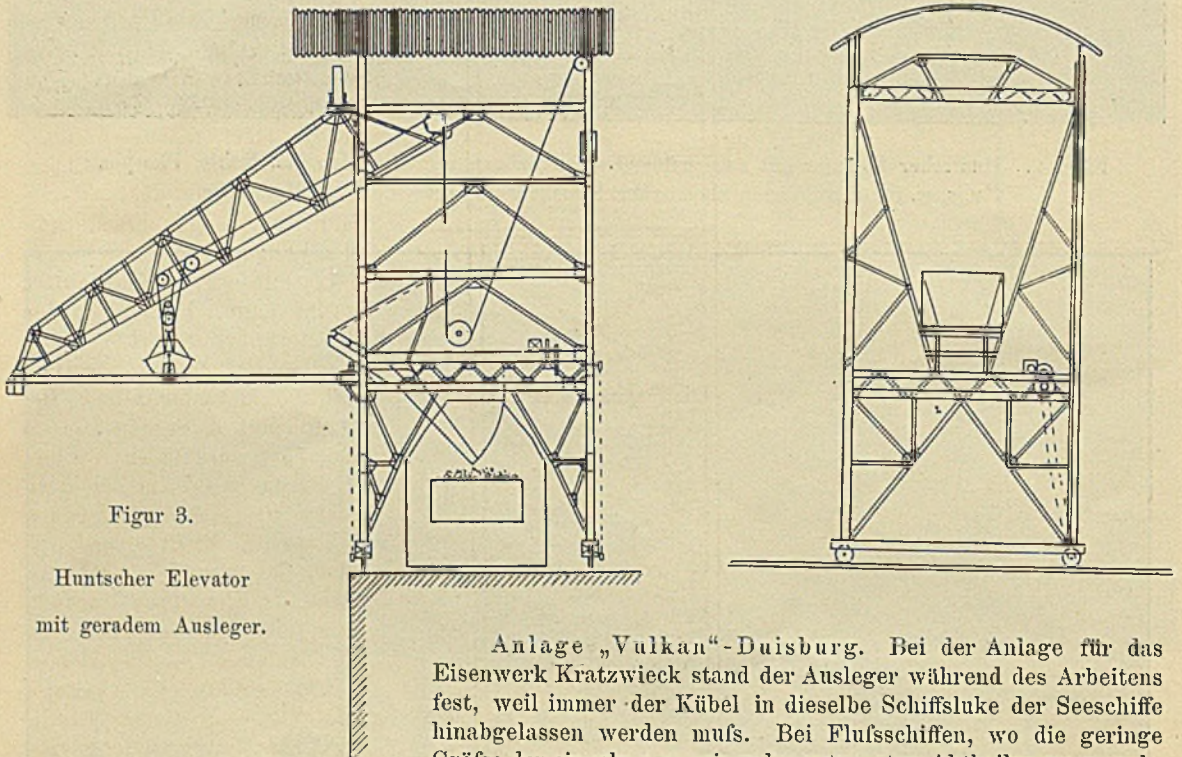 Figur 3.
Huntscher Elevator
mit geradem Ausleger.
Anlage „Vulkan“-Duisburg. Bei der Anlage für das
Eisenwerk Kratzwieck stand der Ausleger während des Arbeitens
fest, weil immer der Kübel in dieselbe Schiffsluke der Seeschiffe
hinabgelassen werden muſs. Bei Fluſsschiffen, wo die geringe